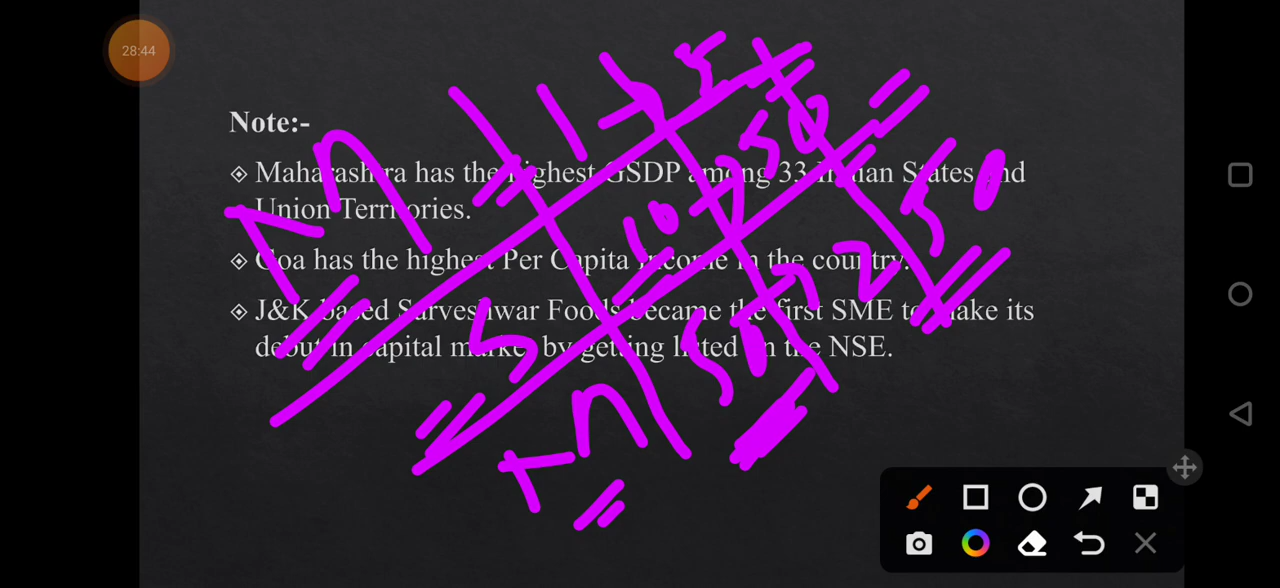 28:44
Note:-
Maharashtra has the highest GSDP among 33 Indian States and
Union Territories.
Goa has the highest Per Capita Income in the country.
J&K based Sarveshwar Foods became the first SME to make its
debut in capital market by getting listed on the NSE.